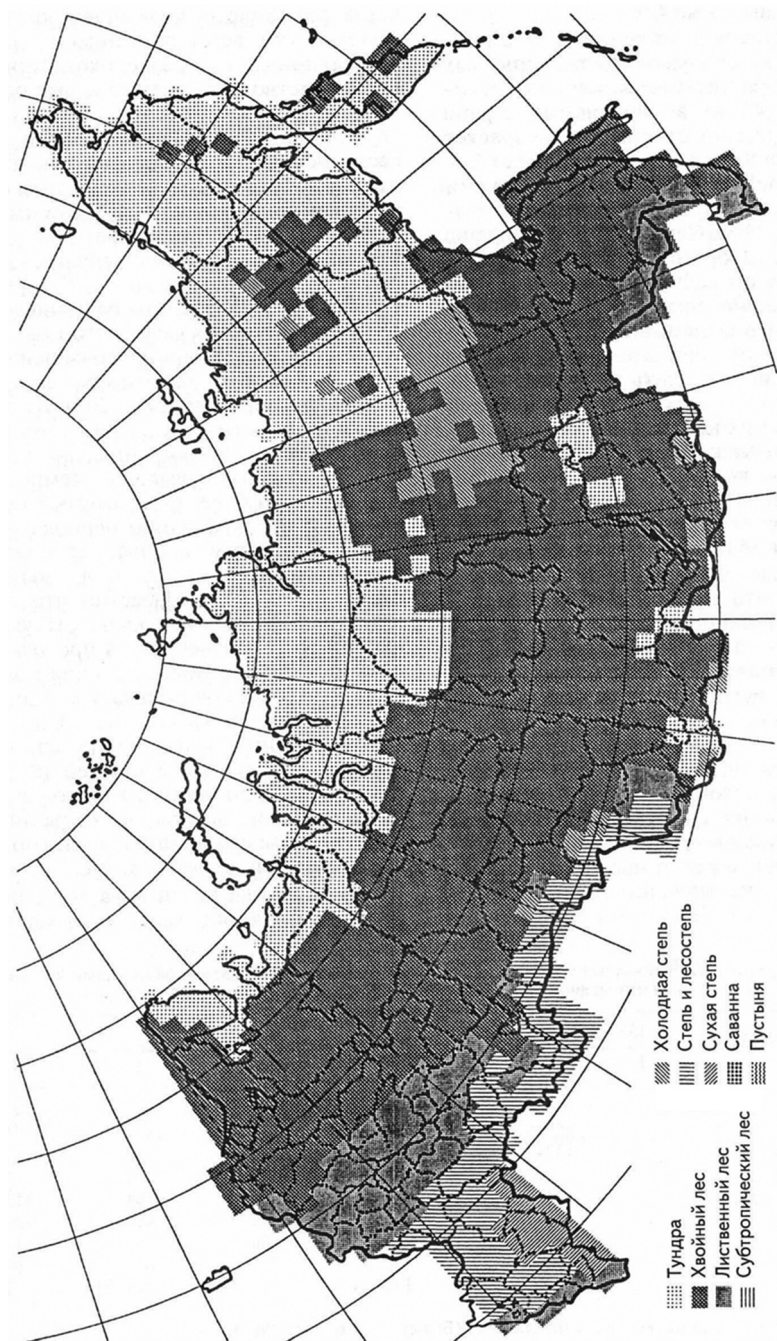 Тундра
Хвойный лес
Лиственный лес
Субтропический лес
Холодная степь
Степь и лесостепь
Сухая степь
Саванна
Пустыня